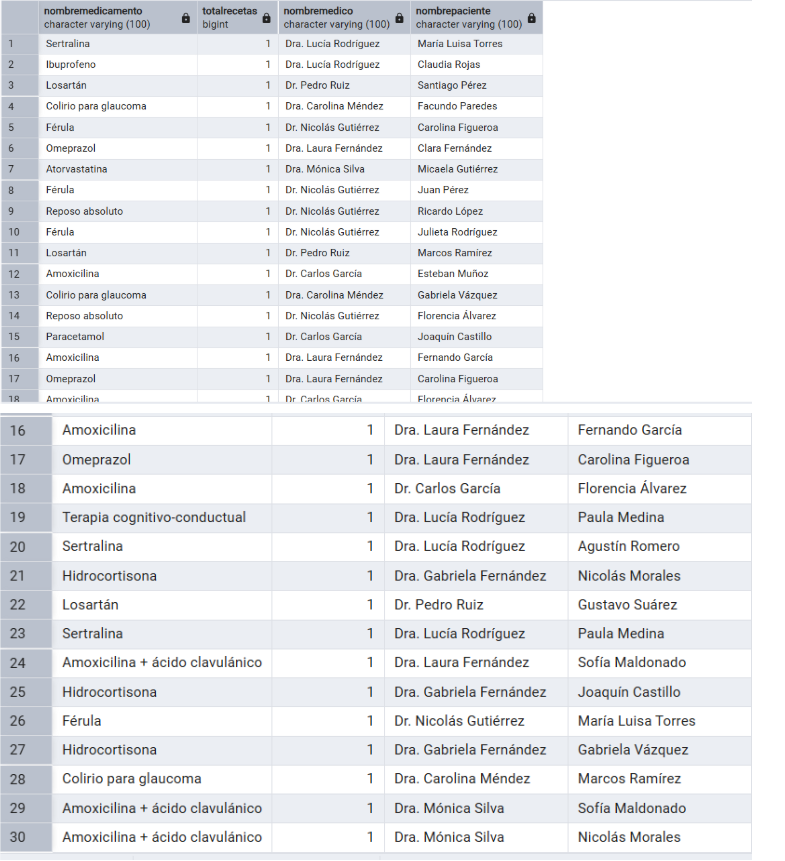 nombremedicamento totalrecetas nombremedico nombrepaciente
character varying (100) bigint character varying (100) character varying (100)
1 Sertralina 1 Dra. Lucía Rodríguez María Luisa Torres
2 Ibuprofeno 1 Dra. Lucía Rodríguez Claudia Rojas
3 Losartán 1 Dr. Pedro Ruiz Santiago Pérez
4 Colirio para glaucoma 1 Dra. Carolina Méndez Facundo Paredes
5 Férula 1 Dr. Nicolás Gutiérrez Carolina Figueroa
6 Omeprazol 1 Dra. Laura Fernández Clara Fernández
7 Atorvastatina 1 Dra. Mónica Silva Micaela Gutiérrez
8 Férula 1 Dr. Nicolás Gutiérrez Juan Pérez
9 Reposo absoluto 1 Dr. Nicolás Gutiérrez Ricardo López
10 Férula 1 Dr. Nicolás Gutiérrez Julieta Rodríguez
11 Losartán 1 Dr. Pedro Ruiz Marcos Ramírez
12 Amoxicilina 1 Dr. Carlos García Esteban Muñoz
13 Colirio para glaucoma 1 Dra. Carolina Méndez Gabriela Vázquez
14 Reposo absoluto 1 Dr. Nicolás Gutiérrez Florencia Álvarez
15 Paracetamol 1 Dr. Carlos García Joaquín Castillo
16 Amoxicilina 1 Dra. Laura Fernández Fernando García
17 Omeprazol 1 Dra. Laura Fernández Carolina Figueroa
18 Amoxicilina 1 Dr. Carlos García Florencia Álvarez
16 Amoxicilina 1 Dra. Laura Fernández Fernando García
17 Omeprazol 1 Dra. Laura Fernández Carolina Figueroa
18 Amoxicilina 1 Dr. Carlos García Florencia Álvarez
19 Terapia cognitivo-conductual 1 Dra. Lucía Rodríguez Paula Medina
20 Sertralina 1 Dra. Lucía Rodríguez Agustín Romero
21 Hidrocortisona 1 Dra. Gabriela Fernández Nicolás Morales
22 Losartán 1 Dr. Pedro Ruiz Gustavo Suárez
23 Sertralina 1 Dra. Lucía Rodríguez Paula Medina
24 Amoxicilina + ácido clavulánico 1 Dra. Laura Fernández Sofía Maldonado
25 Hidrocortisona 1 Dra. Gabriela Fernández Joaquín Castillo
26 Férula 1 Dr. Nicolás Gutiérrez María Luisa Torres
27 Hidrocortisona 1 Dra. Gabriela Fernández Gabriela Vázquez
28 Colirio para glaucoma 1 Dra. Carolina Méndez Marcos Ramírez
29 Amoxicilina + ácido clavulánico 1 Dra. Mónica Silva Sofía Maldonado
30 Amoxicilina + ácido clavulánico 1 Dra. Mónica Silva Nicolás Morales